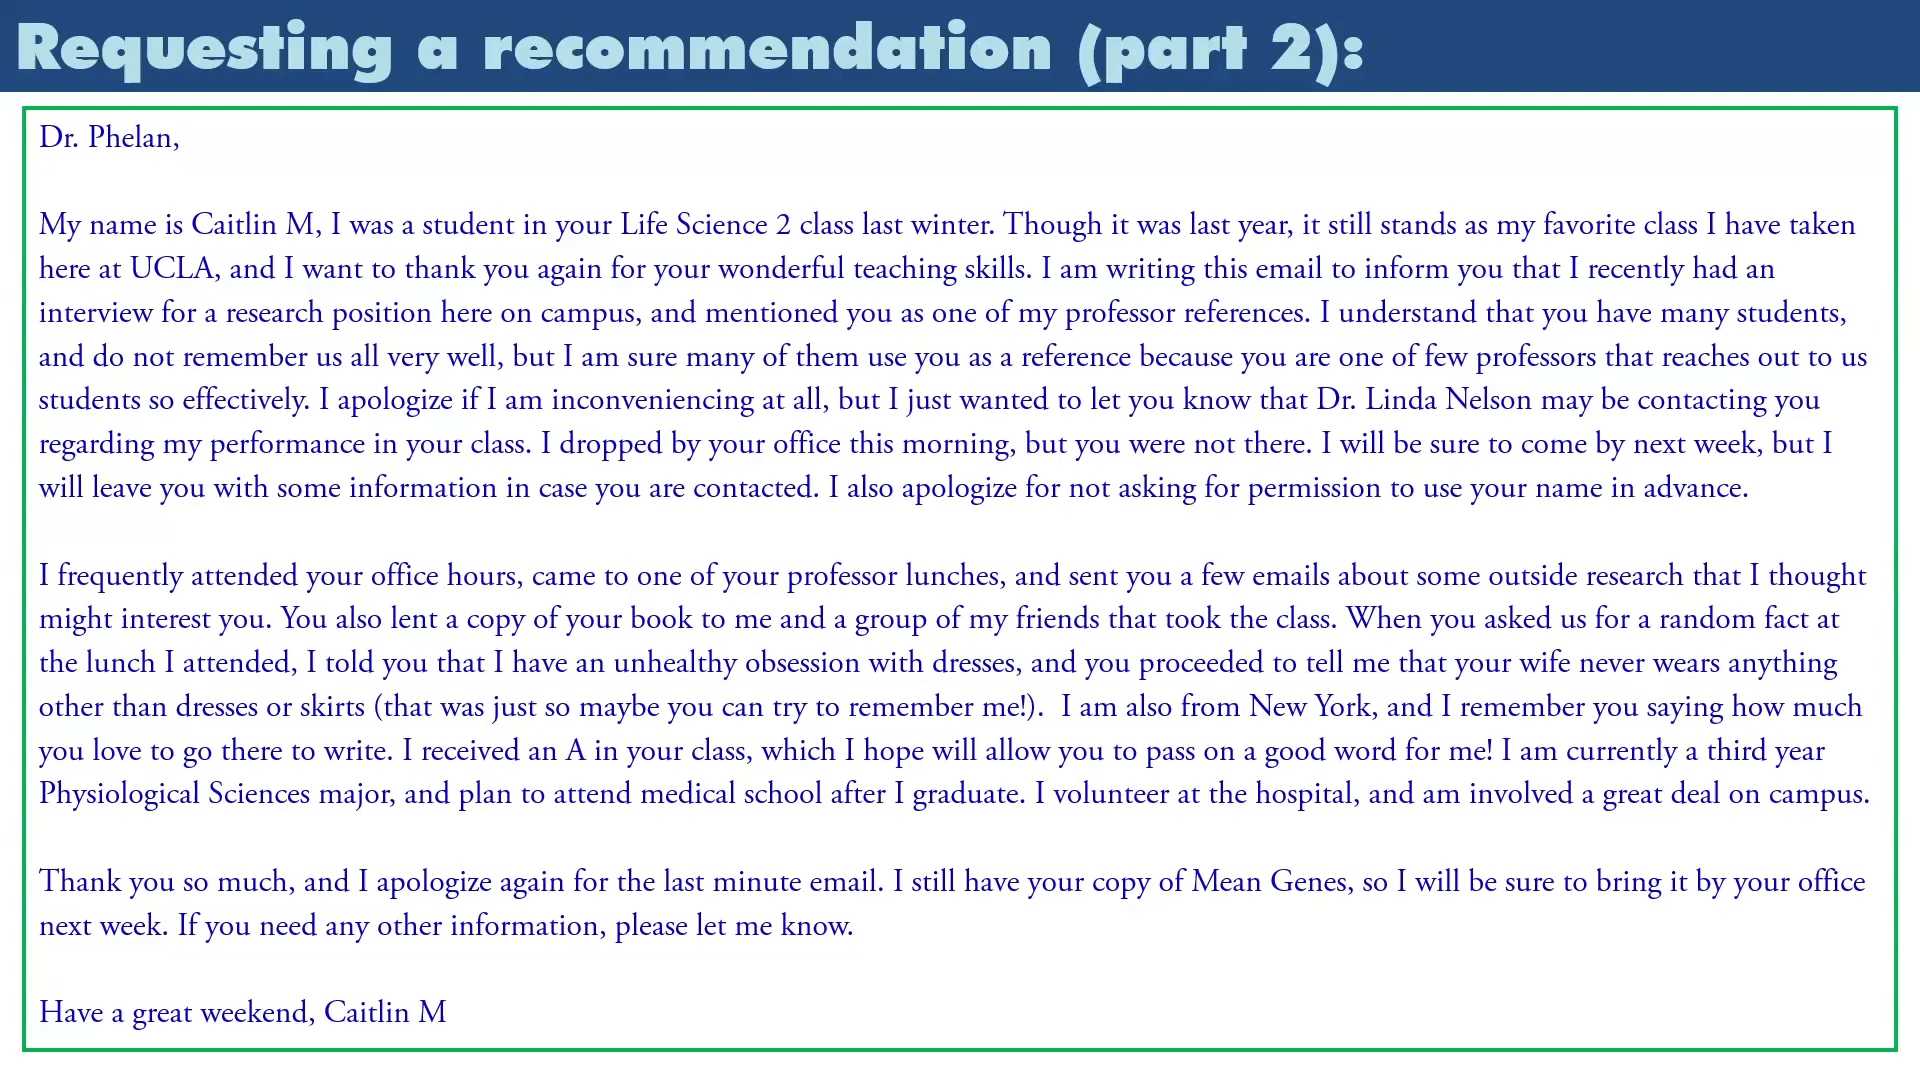 Requesting a recommendation (part 2):
Dr. Phelan,
My name is Caitlin M, I was a student in your Life Science 2 class last winter. Though it was last year, it still stands as my favorite class I have taken
here at UCLA, and I want to thank you again for your wonderful teaching skills. I am writing this email to inform you that I recently had an
interview for a research position here on campus, and mentioned you as one of my professor references. I understand that you have many students,
and do not remember us all very well, but I am sure many of them use you as a reference because you are one of few professors that reaches out to us
students so effectively. I apologize if I am inconveniencing at all, but I just wanted to let you know that Dr. Linda Nelson may be contacting you
regarding my performance in your class. I dropped by your office this morning, but you were not there. I will be sure to come by next week, but I
will leave you with some information in case you are contacted. I also apologize for not asking for permission to use your name in advance.
I frequently attended your office hours, came to one of your professor lunches, and sent you a few emails about some outside research that I thought
might interest you. You also lent a copy of your book to me and a group of my friends that took the class. When you asked us for a random fact at
the lunch I attended, I told you that I have an unhealthy obsession with dresses, and you proceeded to tell me that your wife never wears anything
other than dresses or skirts (that was just so maybe you can try to remember me!).  I am also from New York, and I remember you saying how much
you love to go there to write. I received an A in your class, which I hope will allow you to pass on a good word for me! I am currently a third year
Physiological Sciences major, and plan to attend medical school after I graduate. I volunteer at the hospital, and am involved a great deal on campus.
Thank you so much, and I apologize again for the last minute email. I still have your copy of Mean Genes, so I will be sure to bring it by your office
next week. If you need any other information, please let me know.
Have a great weekend, Caitlin M